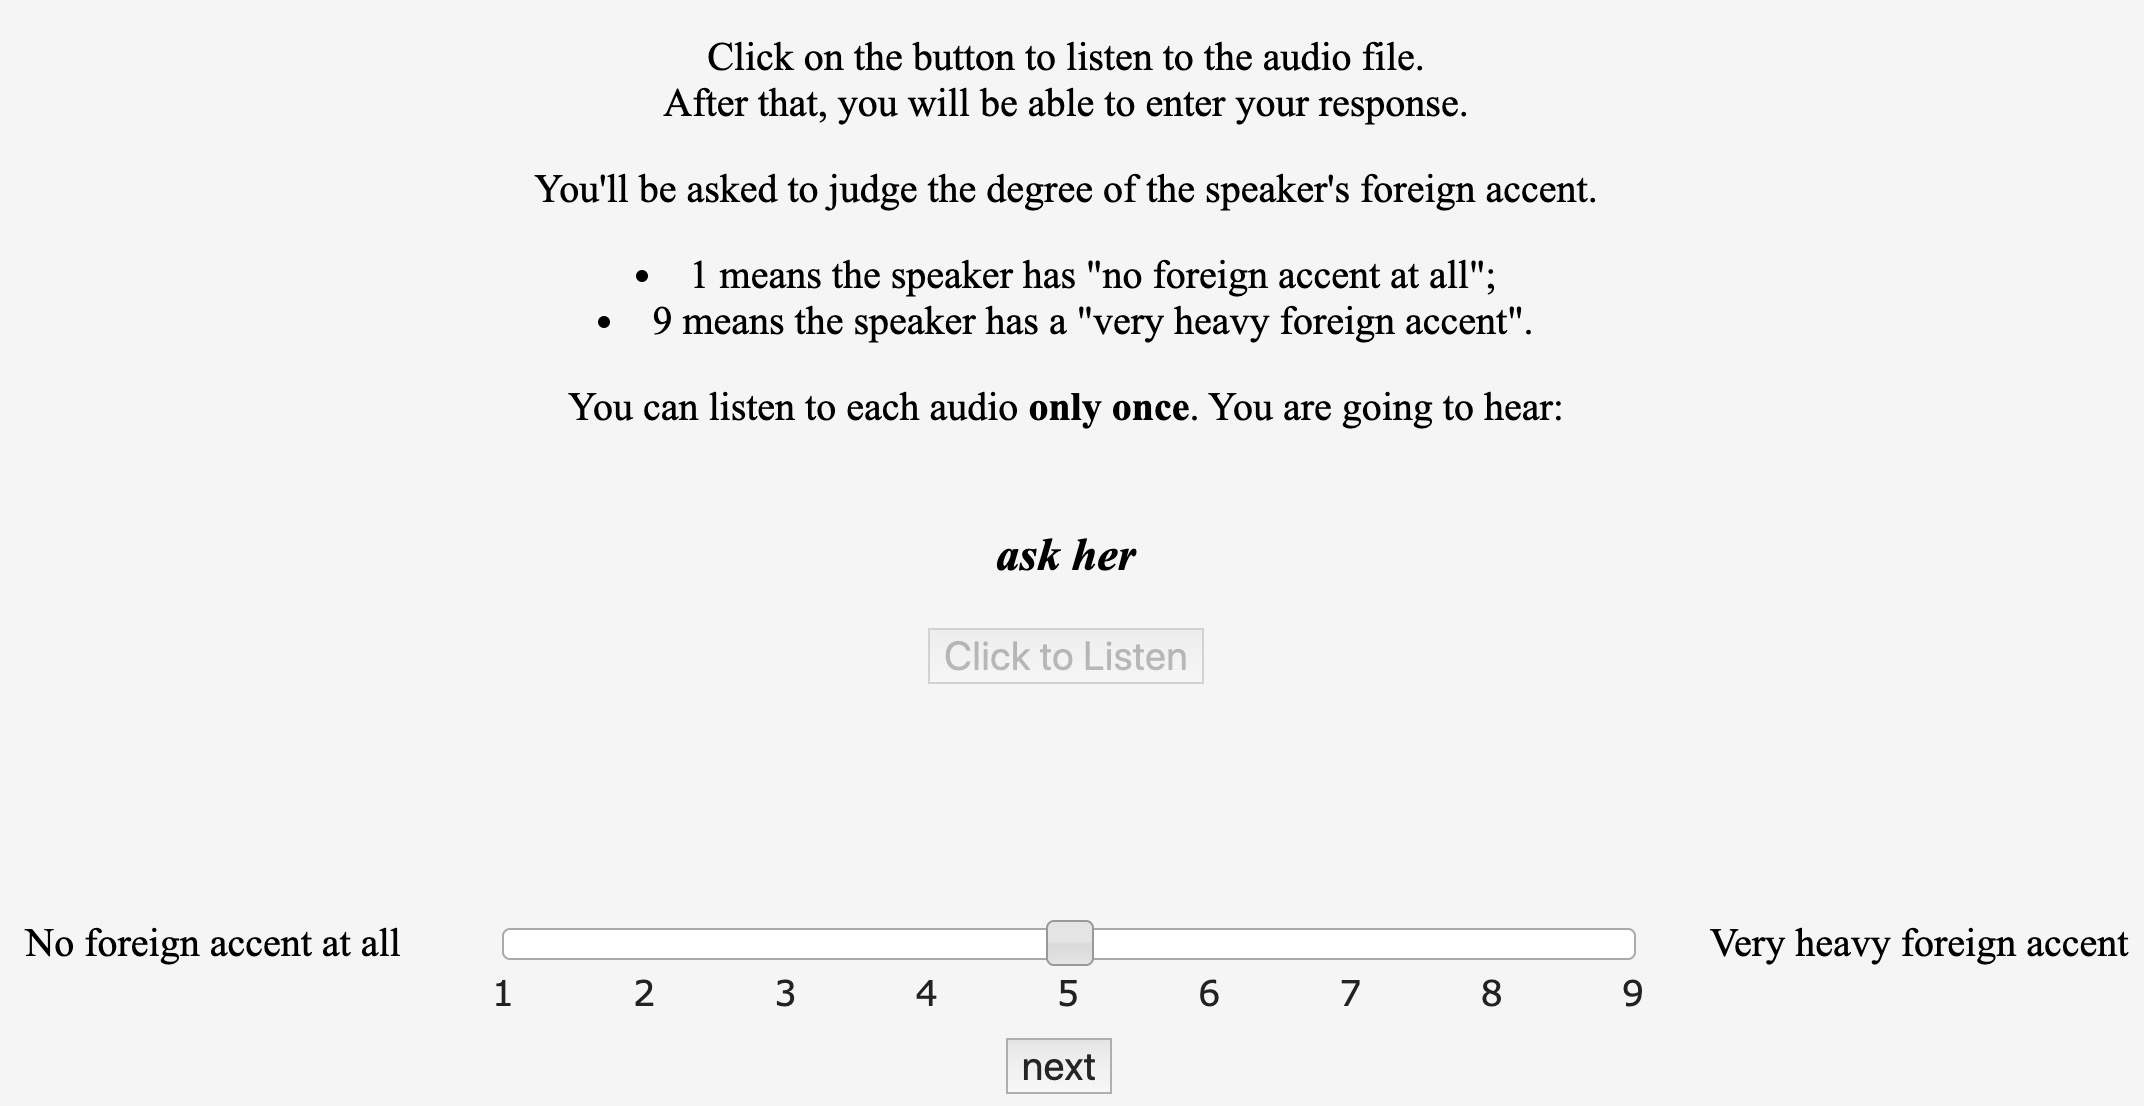 Click on the button to listen to the audio file.
After that, you will be able to enter your response.
You'll be asked to judge the degree of the speaker's foreign accent.
• 1 means the speaker has "no foreign accent at all";
• 9 means the speaker has a "very heavy foreign accent".
You can listen to each audio only once. You are going to hear:
ask her
Click to Listen
No foreign accent at all
Very heavy foreign accent
1 2 3 4 5 6 7 8 9
next